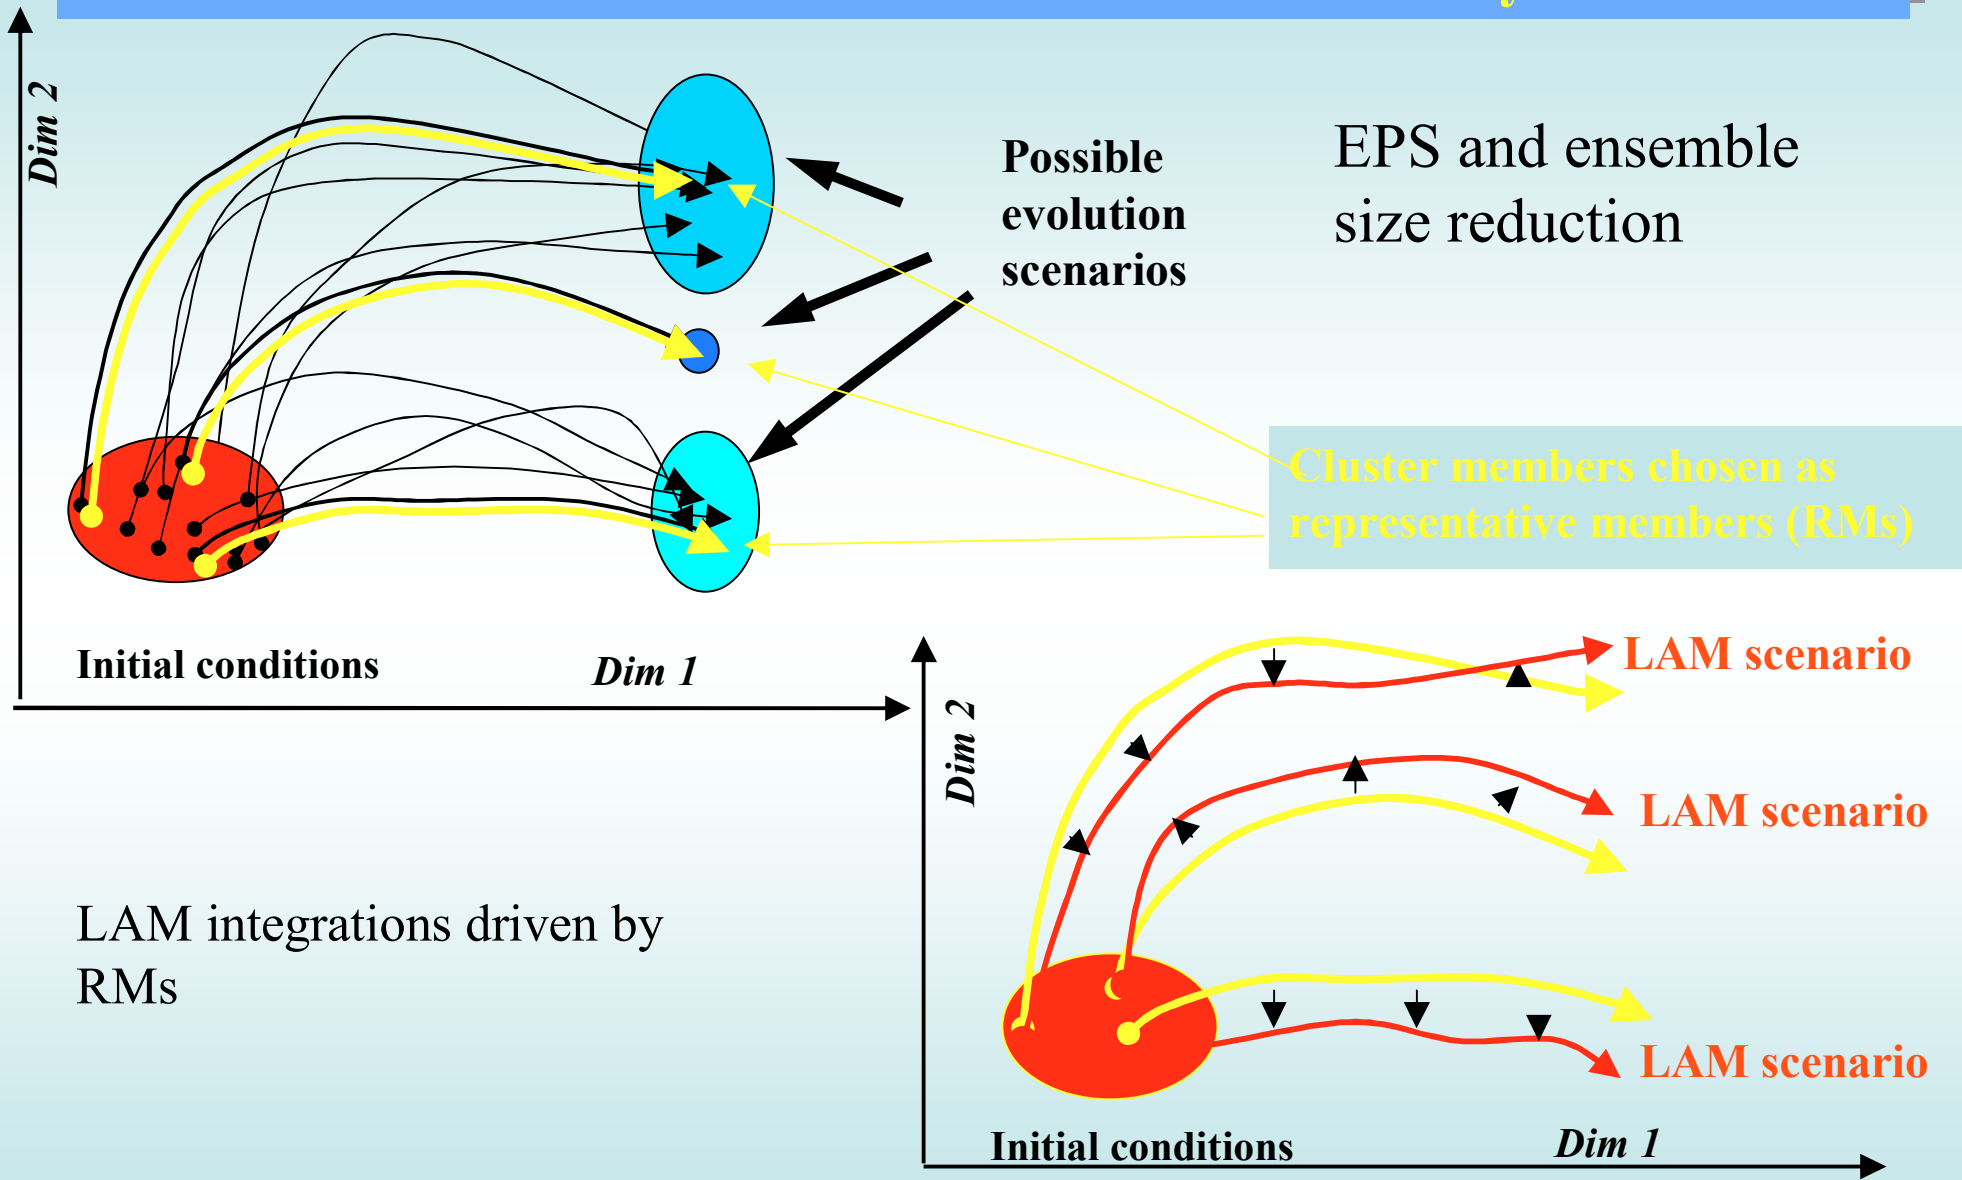 Dim 2
Possible
evolution
scenarios
EPS and ensemble
size reduction
Cluster members chosen as
representative members (RMs)
Initial conditions
Dim 1
LAM scenario
Dim 2
LAM scenario
LAM integrations driven by
RMs
LAM scenario
Initial conditions
Dim 1